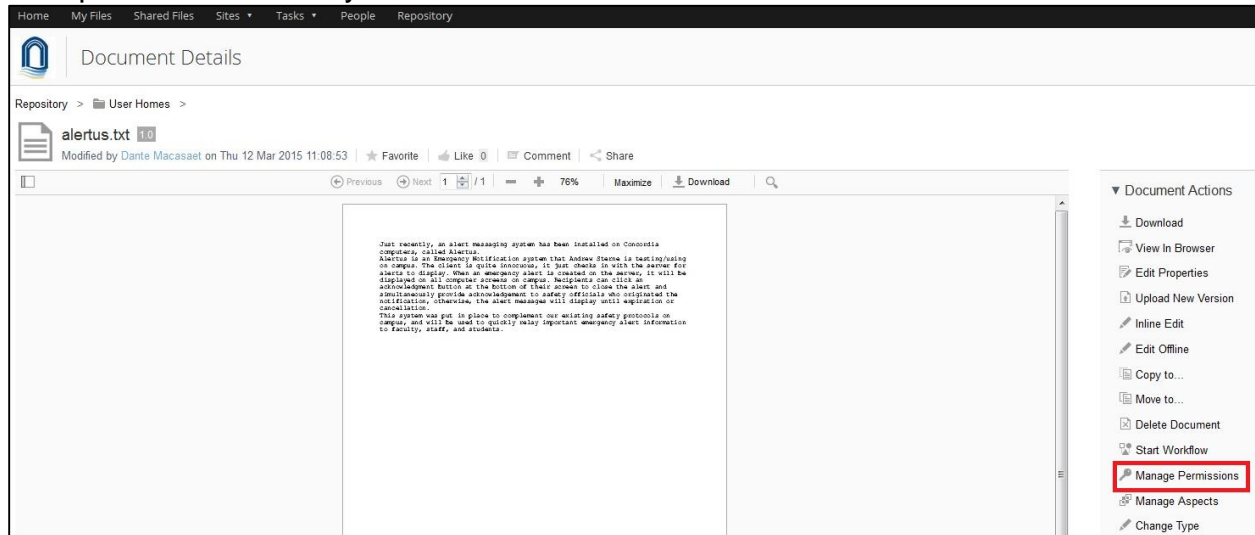 Home My Files Shared Files Sites ▾ Tasks ▾ People Repository
Document Details
Repository > User Homes >
alertus.txt 1.0
Modified by Dante Macasaet on Thu 12 Mar 2015 11:08:53 Favorite Like 0 Comment Share
Previous Next 1 / 1 76% Maximize Download
Just recently, an alert messaging system has been installed on Concordia
computers, called Alertus.
Alertus is an Emergency Notification system that Andrew Sterne is testing/using
on campus. The client is quite innocuous, it just checks in with the server for
alerts to display. When an emergency alert is created on the server, it will be
displayed on all computer screens on campus. Recipients can click an
acknowledgment button at the bottom of their screen to close the alert and
simultaneously provide acknowledgement to safety officials who originated the
notification, otherwise, the alert messages will display until expiration or
cancellation.
This system was put in place to complement our existing safety protocols on
campus, and will be used to quickly relay important emergency alert information
to faculty, staff, and students.
▼ Document Actions
Download
View In Browser
Edit Properties
Upload New Version
Inline Edit
Edit Offline
Copy to...
Move to...
Delete Document
Start Workflow
Manage Permissions
Manage Aspects
Change Type